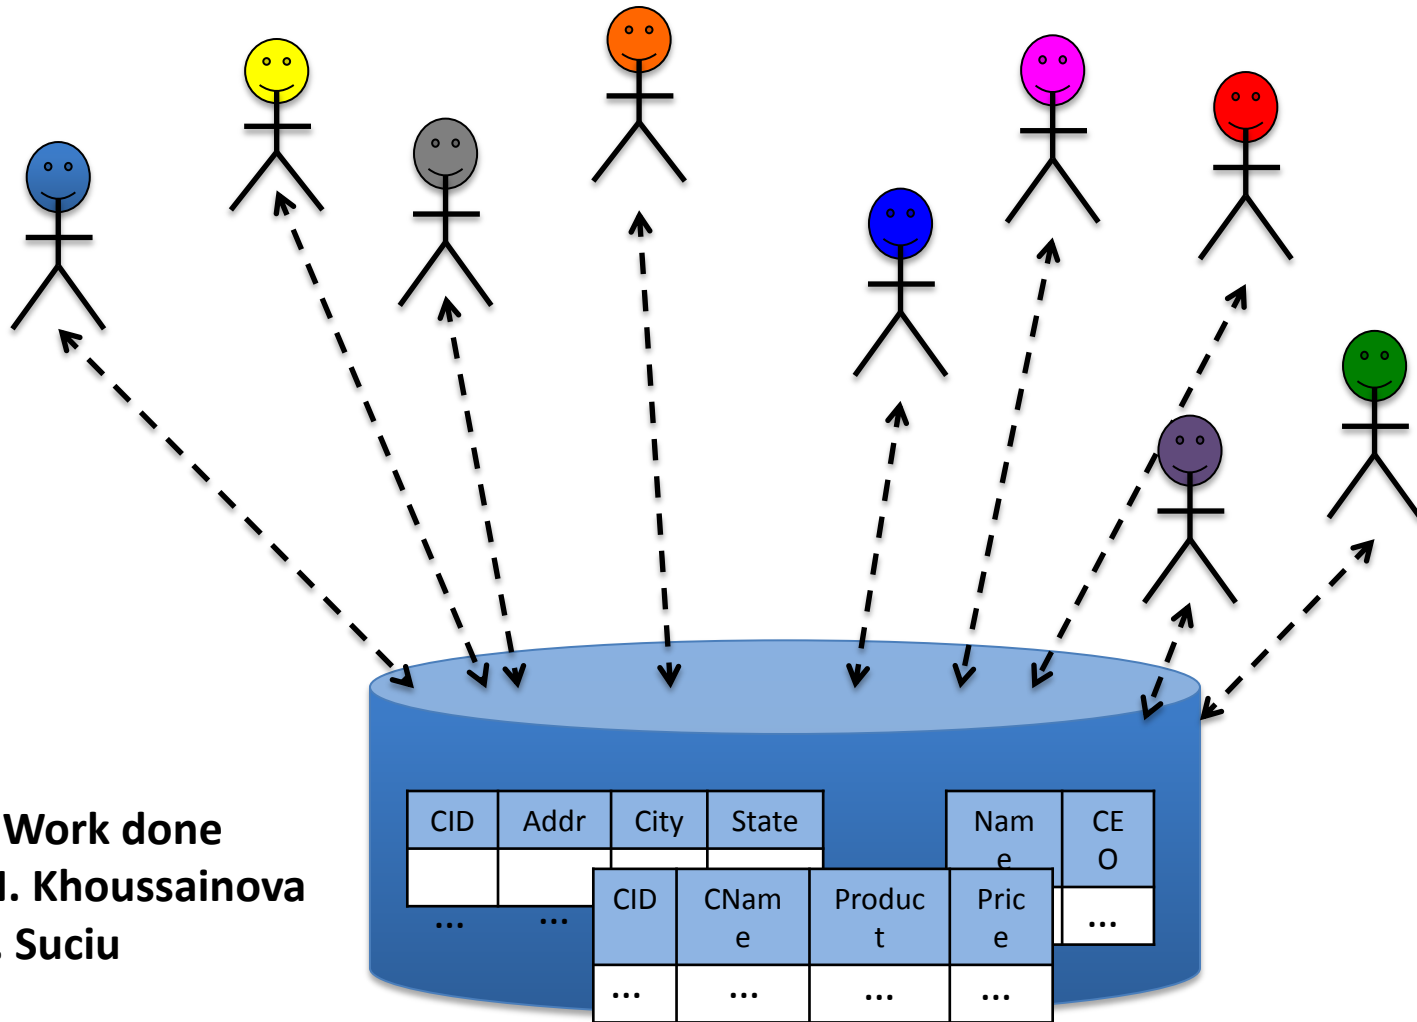 CID Addr City State
... ...
Nam
e
CE
O
...
CID CNam
e Produc
t Pric
e
... ... ... ...
Work done
. Khoussainova
. Suciu